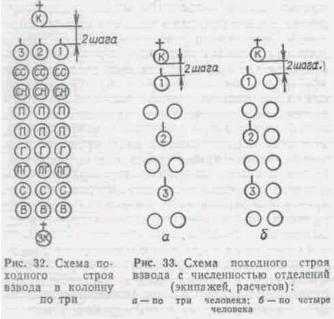 К
К
К
3 2 1
2 шага
1
2 шага
1
2 шага.
СС СС СС
СН СН СН
П П П
П П П
2
2
Г Г Г
ПГ ПГ ПГ
С С С
3
3
В В В
ЗК
а
б
Рис. 32. Схема по-
ходного строя
взвода в колонну
по три
Рис. 33. Схема походного строя
взвода с численностью отделений
(экипажей, расчетов):
а — по три человека; б — по четыре
человека